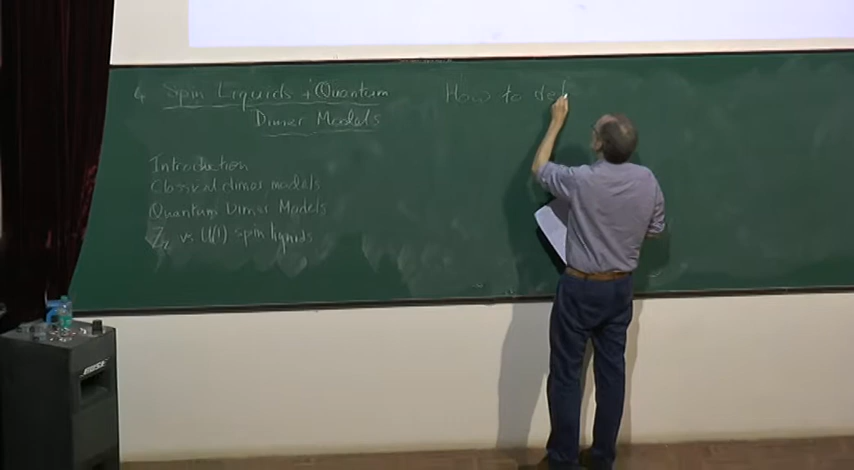 4 Spin Liquids + Quantum
Dimer Models
Introduction
Classical dimer models
Quantum Dimer Models
Z₂ vs U(1) spin liquids
How to def
BOSE